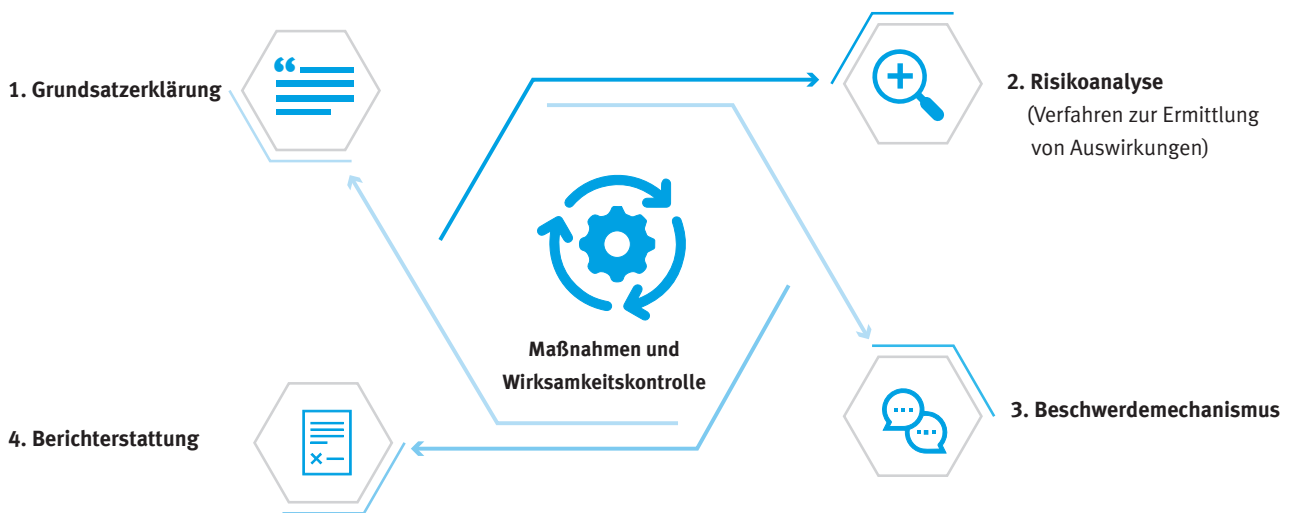 1. Grundsatzerklärung
2. Risikoanalyse
(Verfahren zur Ermittlung
von Auswirkungen)
Maßnahmen und
Wirksamkeitskontrolle
3. Beschwerdemechanismus
4. Berichterstattung